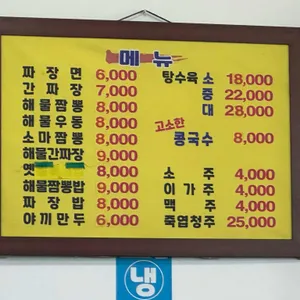 메뉴
짜장면 6,000
간짜장 7,000
해물짬뽕 8,000
해물우동 8,000
소마짬뽕 8,000
해물간짜장 9,000
옛 8,000
해물짬뽕밥 9,000
짜장밥 8,000
야끼만두 6,000
탕수육 소 18,000
중 22,000
대 28,000
고소한
콩국수 8,000
소주 4,000
이가주 4,000
맥주 4,000
죽엽청주 25,000
냉